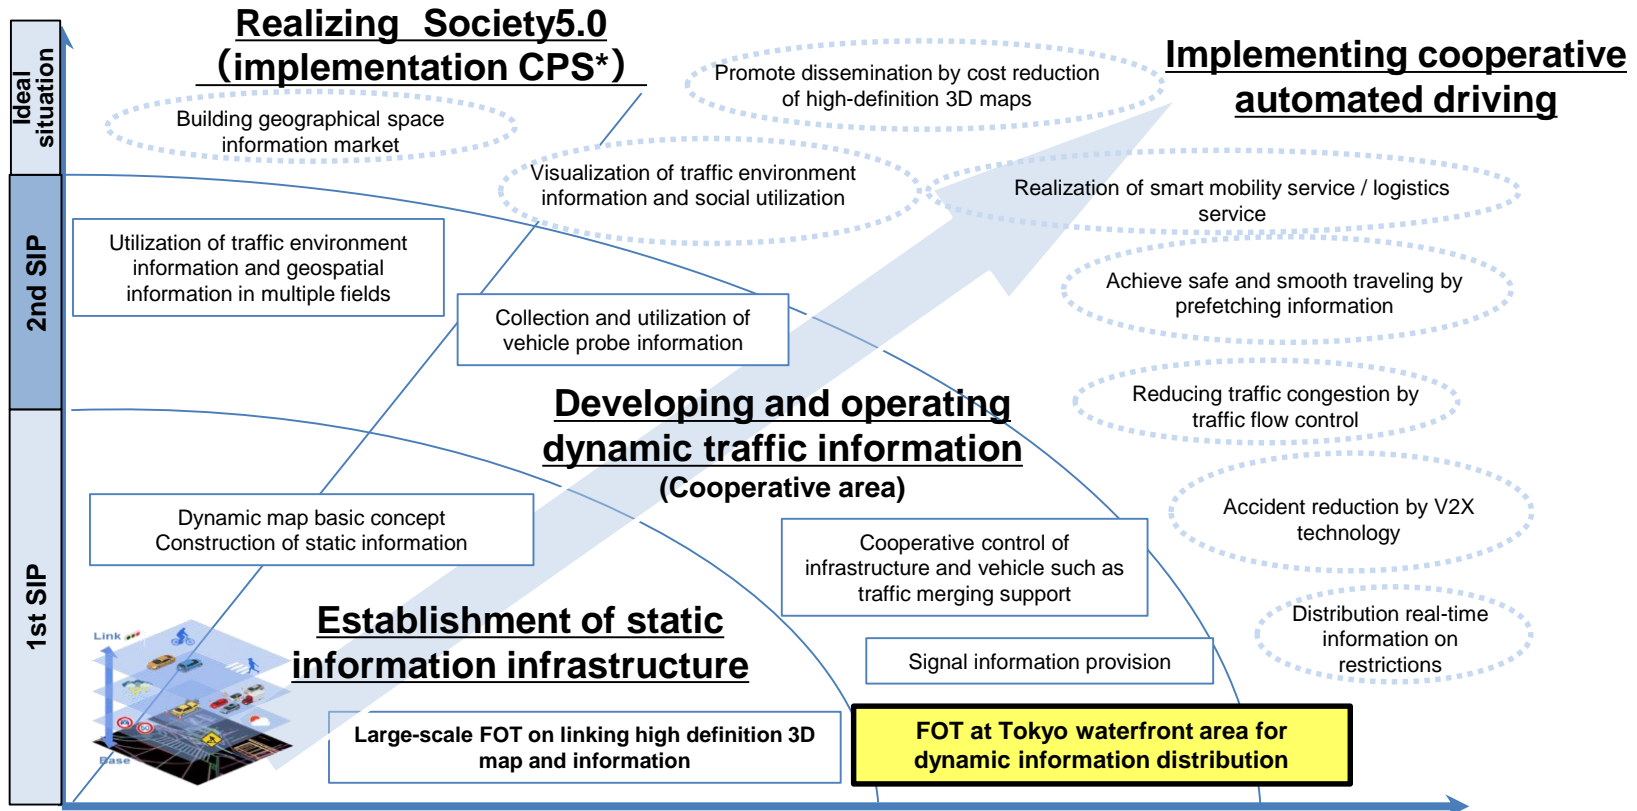 Realizing Society5.0
(implementation CPS*)
Implementing cooperative
automated driving
Ideal
situation
2nd SIP
1st SIP
Promote dissemination by cost reduction
of high-definition 3D maps
Building geographical space
information market
Visualization of traffic environment
information and social utilization
Realization of smart mobility service / logistics
service
Utilization of traffic environment
information and geospatial
information in multiple fields
Achieve safe and smooth traveling by
prefetching information
Collection and utilization of
vehicle probe information
Reducing traffic congestion by
traffic flow control
Developing and operating
dynamic traffic information
(Cooperative area)
Accident reduction by V2X
technology
Dynamic map basic concept
Construction of static information
Cooperative control of
infrastructure and vehicle such as
traffic merging support
Distribution real-time
information on
restrictions
Establishment of static
information infrastructure
Signal information provision
Link
Base
Large-scale FOT on linking high definition 3D
map and information
FOT at Tokyo waterfront area for
dynamic information distribution